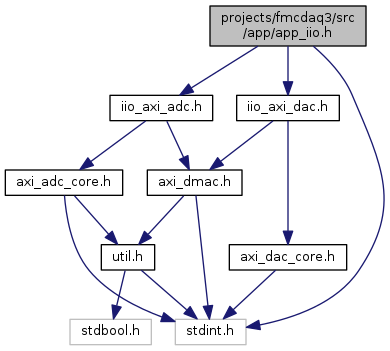 projects/fmcdaq3/src
/app/app_iio.h
iio_axi_adc.h
iio_axi_dac.h
axi_adc_core.h
axi_dmac.h
util.h
axi_dac_core.h
stdbool.h
stdint.h